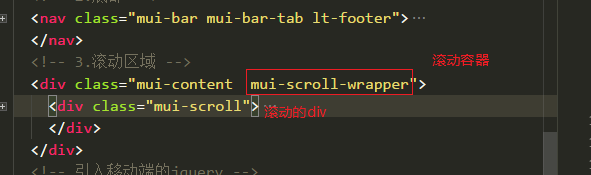 <nav class="mui-bar mui-bar-tab lt-footer">…
</nav>
<!-- 3.滚动区域 -->
滚动容器
<div class="mui-content  mui-scroll-wrapper">
<div class="mui-scroll">…
滚动的div
</div>
</div>
<!-- 引入移动端的jquery -->